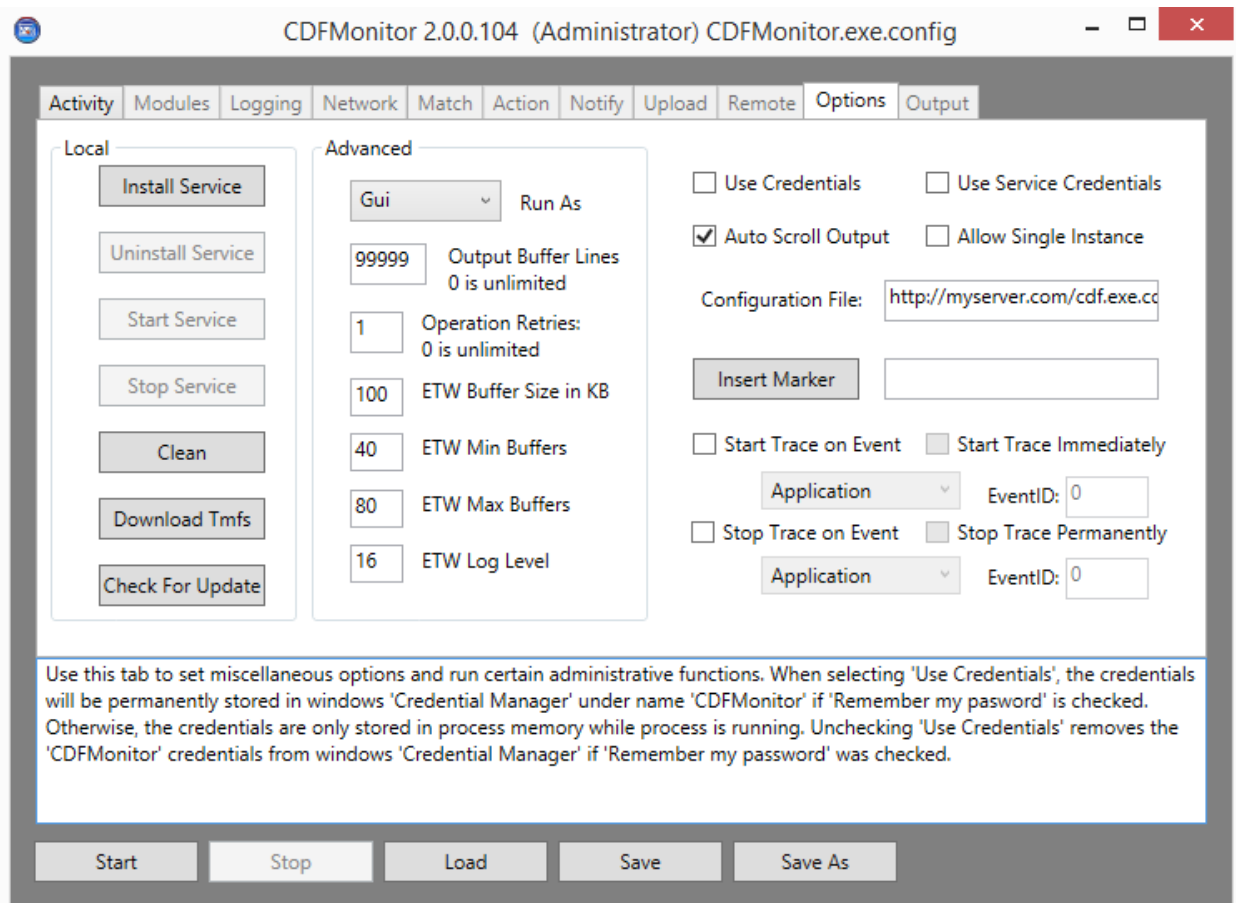 CDFMonitor 2.0.0.104 (Administrator) CDFMonitor.exe.config
Activity Modules Logging Network Match Action Notify Upload Remote Options Output
Local
Install Service
Uninstall Service
Start Service
Stop Service
Clean
Download Tmfs
Check For Update
Advanced
Gui Run As
99999 Output Buffer Lines
0 is unlimited
1 Operation Retries:
0 is unlimited
100 ETW Buffer Size in KB
40 ETW Min Buffers
80 ETW Max Buffers
16 ETW Log Level
Use Credentials Use Service Credentials
Auto Scroll Output Allow Single Instance
Configuration File: http://myserver.com/cdf.exe.cc
Insert Marker
Start Trace on Event Start Trace Immediately
Application EventID: 0
Stop Trace on Event Stop Trace Permanently
Application EventID: 0
Use this tab to set miscellaneous options and run certain administrative functions. When selecting 'Use Credentials', the credentials
will be permanently stored in windows 'Credential Manager' under name 'CDFMonitor' if 'Remember my pasword' is checked.
Otherwise, the credentials are only stored in process memory while process is running. Unchecking 'Use Credentials' removes the
'CDFMonitor' credentials from windows 'Credential Manager' if 'Remember my password' was checked.
Start Stop Load Save Save As